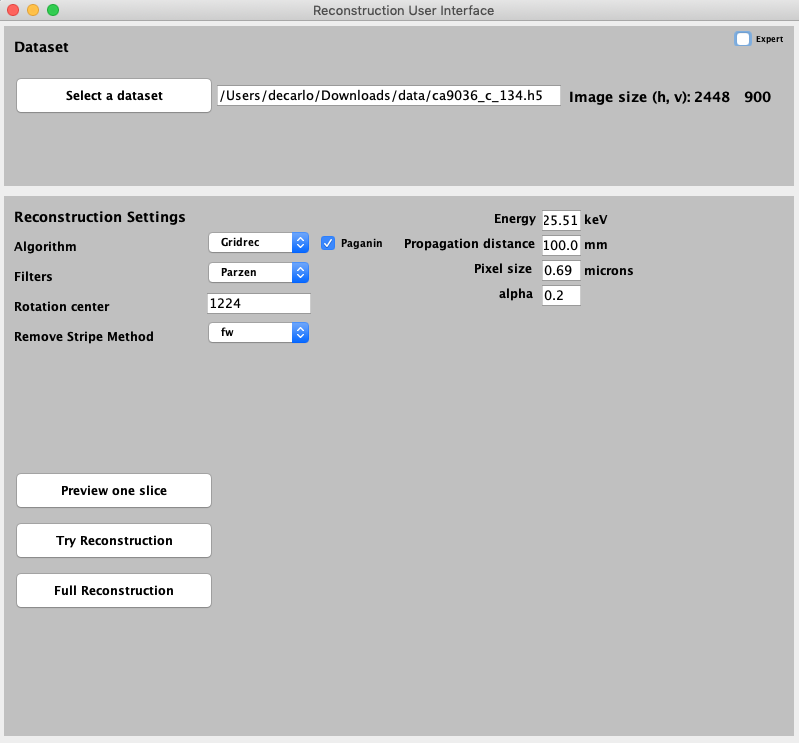 Reconstruction User Interface
Dataset
Expert
Select a dataset /Users/decarlo/Downloads/data/ca9036_c_134.h5 Image size (h, v): 2448 900
Reconstruction Settings
Energy 25.51 keV
Algorithm Gridrec Paganin Propagation distance 100.0 mm
Filters Parzen Pixel size 0.69 microns
alpha 0.2
Rotation center 1224
Remove Stripe Method fw
Preview one slice
Try Reconstruction
Full Reconstruction